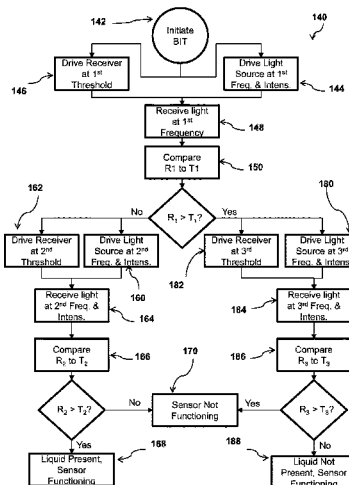 142
140
Initiate
BIT
Drive Receiver
at 1st
Threshold
Drive Light
Source at 1st
Freq. & Intens.
146
144
Receive light
at 1st
Frequency
148
Compare
R1 to T1
150
162
180
No
R1 > T1?
Yes
Drive Receiver
at 2nd
Threshold
Drive Light
Source at 2nd
Freq. & Intens.
Drive Receiver
at 3rd
Threshold
Drive Light
Source at 3rd
Freq. & Intens.
160
182
Receive light
at 2nd Freq. &
Intens.
Receive light
at 3rd Freq. &
Intens.
164
184
Compare
R2 to T2
166
170
186
Compare
R3 to T3
R2 > T2?
No
Sensor Not
Functioning
Yes
R3 > T3?
Yes
No
Liquid Present,
Sensor
Functioning
168
188
Liquid Not
Present, Sensor
Functioning